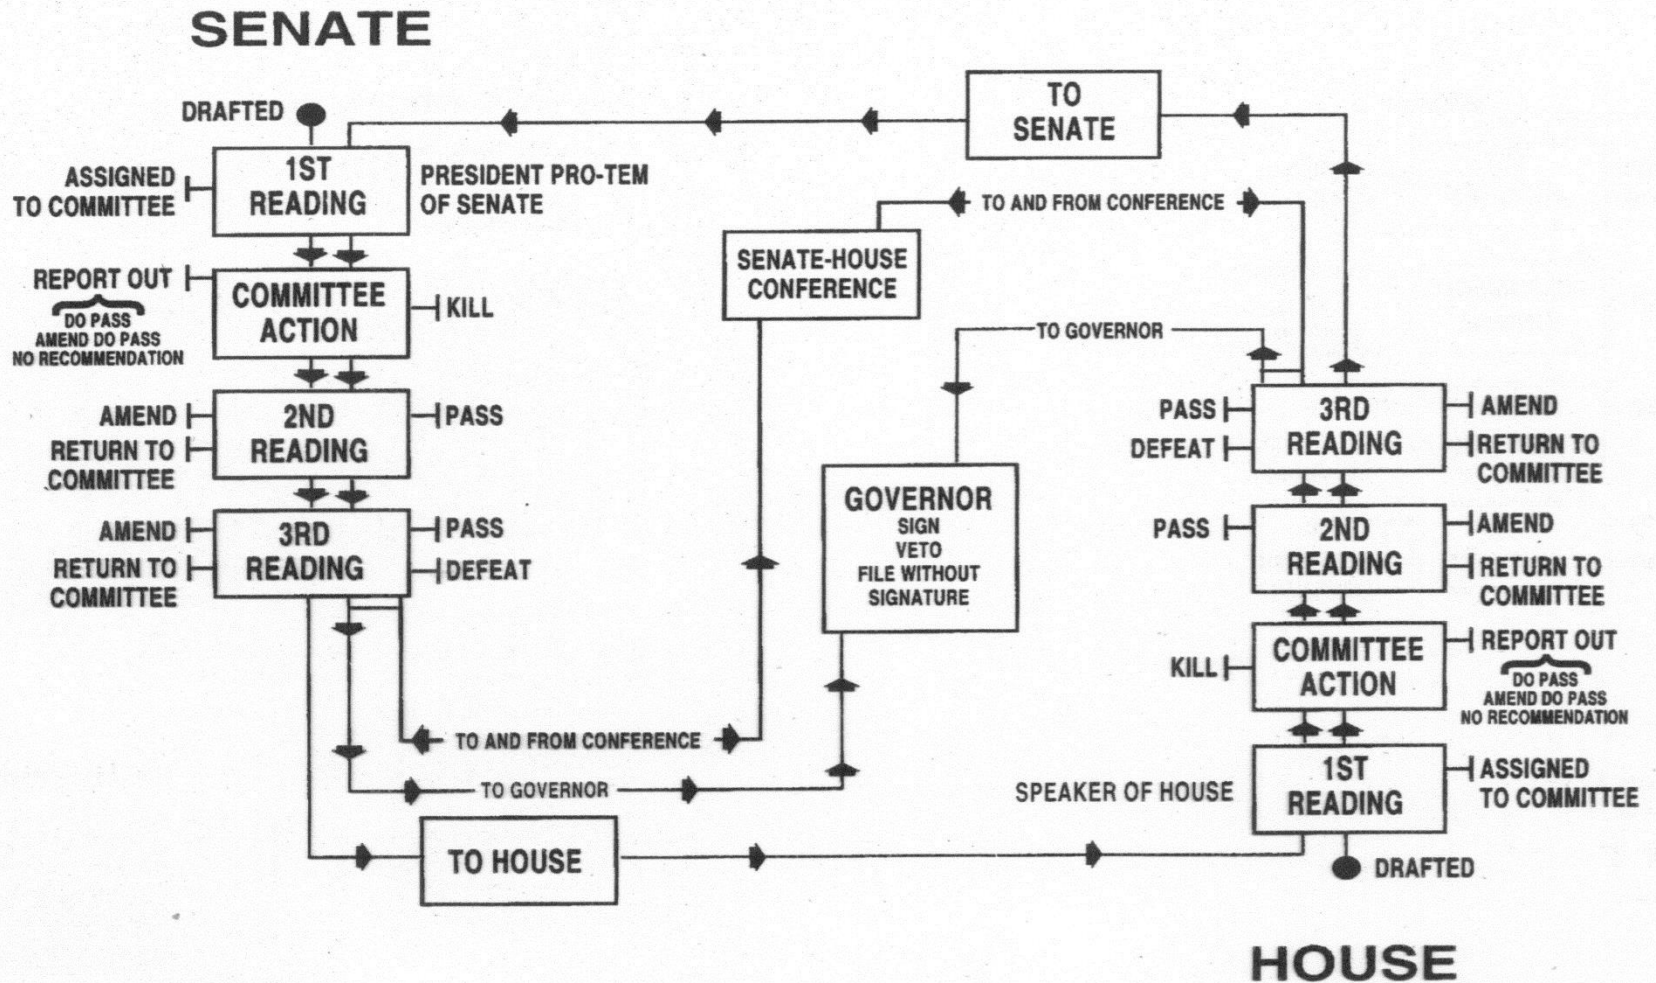 SENATE
DRAFTED
1ST
READING
ASSIGNED
TO COMMITTEE
PRESIDENT PRO-TEM
OF SENATE
REPORT OUT
DO PASS
AMEND DO PASS
NO RECOMMENDATION
COMMITTEE
ACTION
KILL
AMEND
RETURN TO
COMMITTEE
2ND
READING
PASS
AMEND
RETURN TO
COMMITTEE
3RD
READING
PASS
DEFEAT
TO
SENATE
TO AND FROM CONFERENCE
SENATE-HOUSE
CONFERENCE
TO GOVERNOR
GOVERNOR
SIGN
VETO
FILE WITHOUT
SIGNATURE
TO AND FROM CONFERENCE
TO GOVERNOR
TO HOUSE
PASS
DEFEAT
3RD
READING
AMEND
RETURN TO
COMMITTEE
PASS
2ND
READING
AMEND
RETURN TO
COMMITTEE
KILL
COMMITTEE
ACTION
REPORT OUT
DO PASS
AMEND DO PASS
NO RECOMMENDATION
SPEAKER OF HOUSE
1ST
READING
ASSIGNED
TO COMMITTEE
DRAFTED
HOUSE